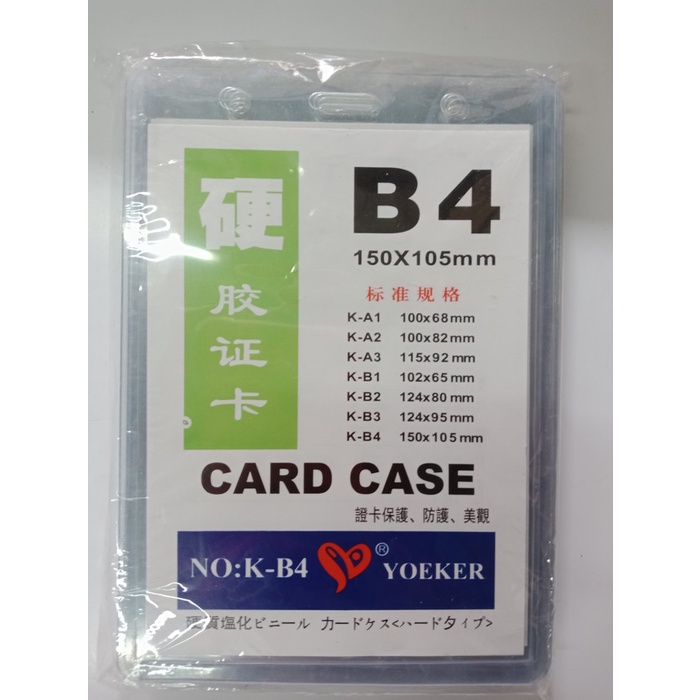 硬
胶
证
卡
B4
150X105mm
标准规格
K-A1 100x68mm
K-A2 100x82mm
K-A3 115x92mm
K-B1 102x65mm
K-B2 124x80mm
K-B3 124x95mm
K-B4 150x105mm
CARD CASE
證卡保護、防護、美觀
NO:K-B4 ® YOEKER
硬質塩化ビニール カードケス<ハードタイプ>